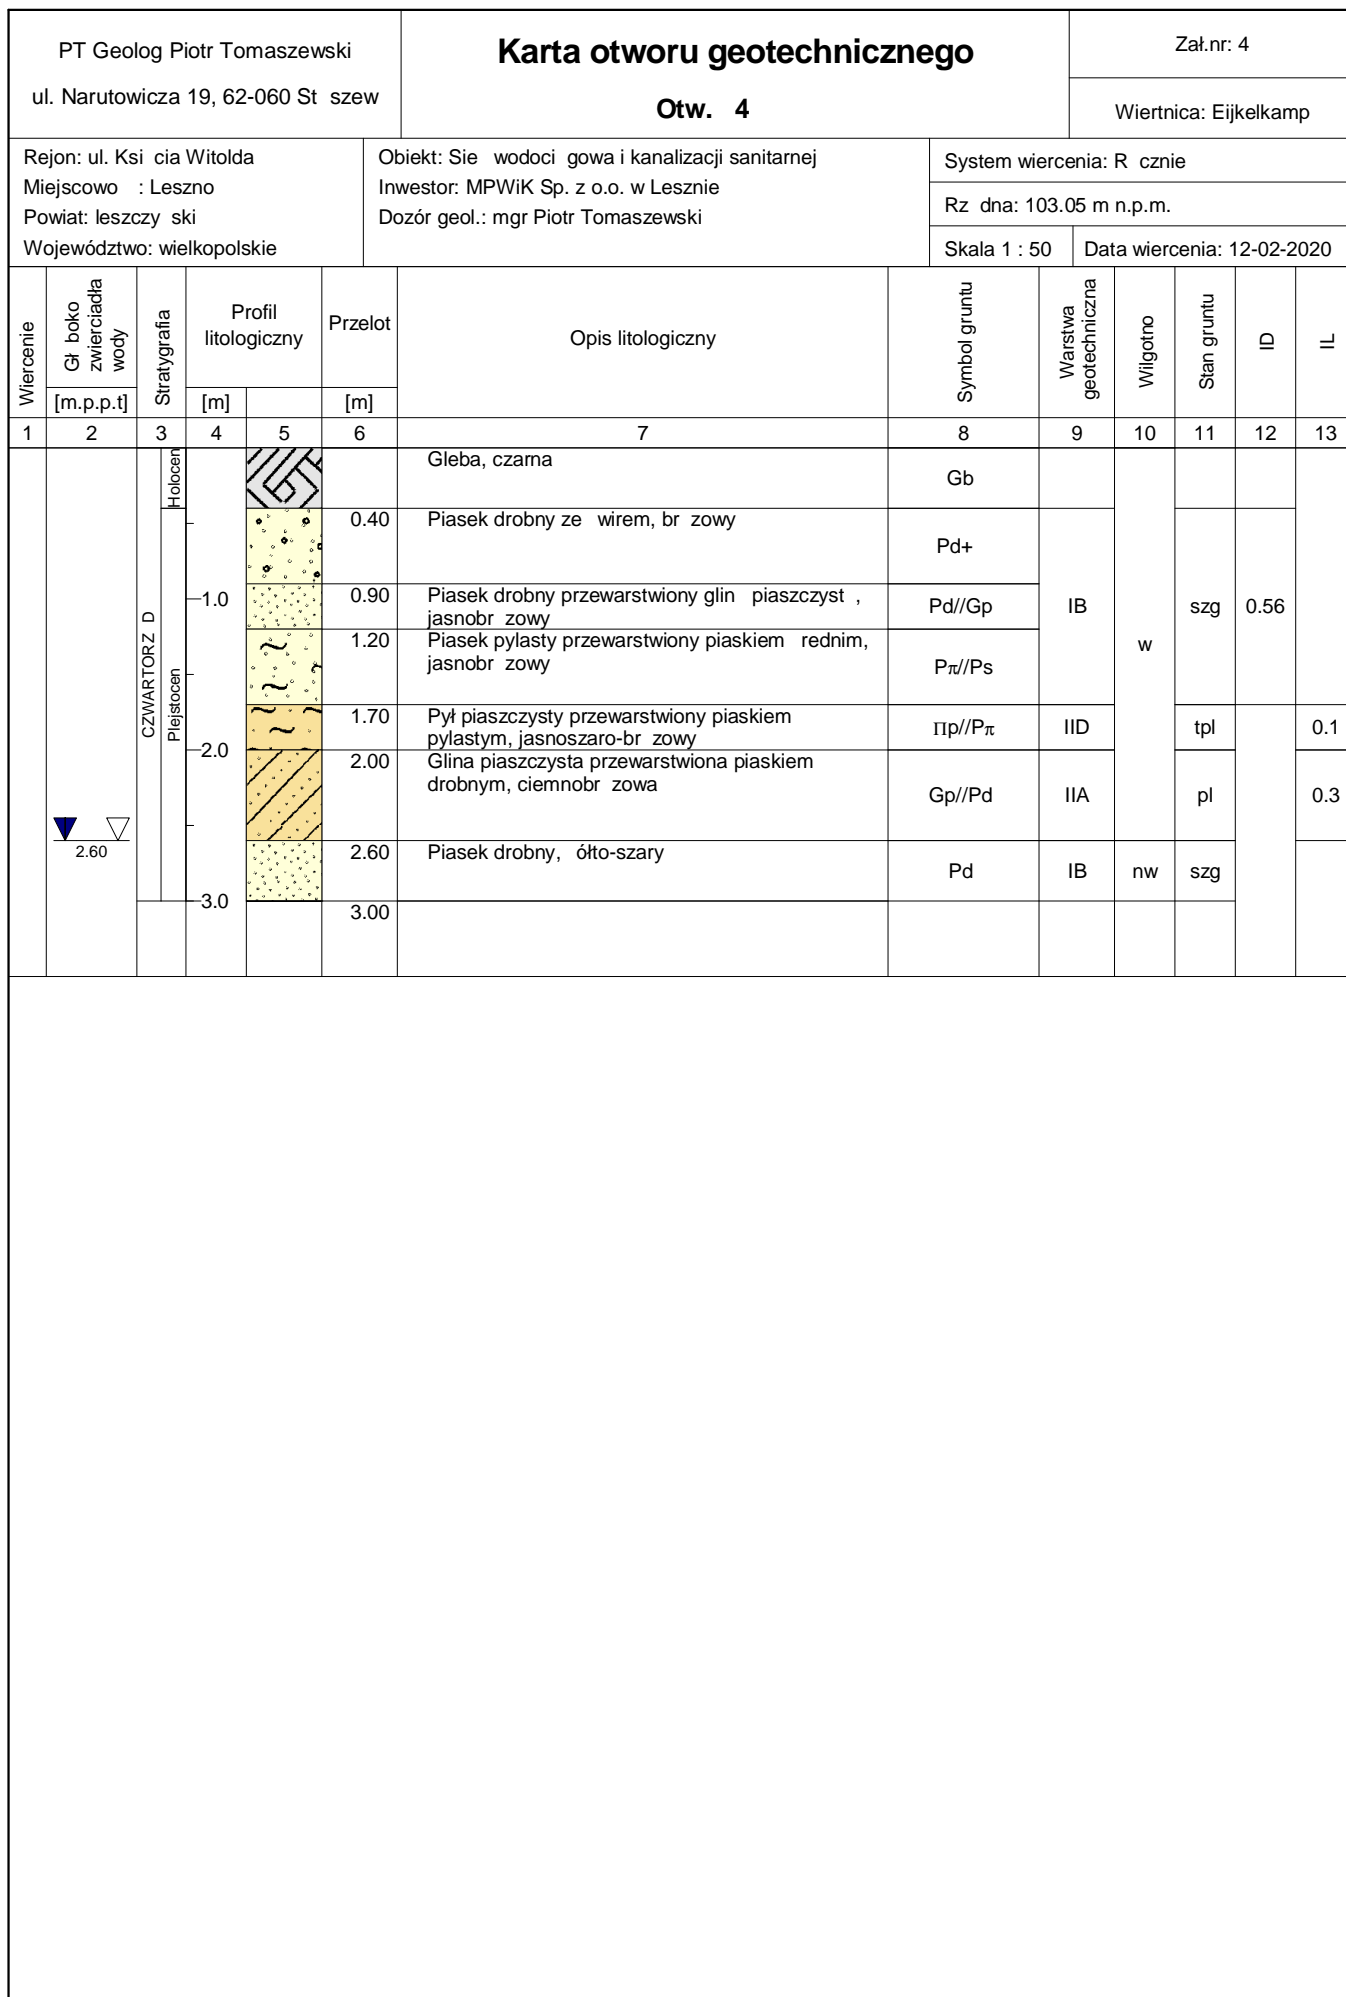 PT Geolog Piotr Tomaszewski
ul. Narutowicza 19, 62-060 St szew
Karta otworu geotechnicznego
Otw. 4
Zał.nr: 4
Wiertnica: Eijkelkamp
Rejon: ul. Ksi cia Witolda
Miejscowo : Leszno
Powiat: leszczy ski
Województwo: wielkopolskie
Obiekt: Sie wodoci gowa i kanalizacji sanitarnej
Inwestor: MPWiK Sp. z o.o. w Lesznie
Dozór geol.: mgr Piotr Tomaszewski
System wiercenia: R cznie
Rz dna: 103.05 m n.p.m.
Skala 1 : 50 Data wiercenia: 12-02-2020
Wiercenie
Gł boko
zwierciadła
wody
[m.p.p.t]
Stratygrafia
Profil
litologiczny
[m]
Przelot
[m]
Opis litologiczny
Symbol gruntu
Warstwa
geotechniczna
Wilgotno
Stan gruntu
ID
IL
1 2 3 4 5 6 7 8 9 10 11 12 13
CZWARTORZ D
Holocen
Plejstocen
Gleba, czarna
Gb
0.40 Piasek drobny ze wirem, br zowy
Pd+
1.0
0.90 Piasek drobny przewarstwiony glin piaszczyst ,
jasnobr zowy
Pd//Gp IB szg 0.56
1.20 Piasek pylasty przewarstwiony piaskiem rednim,
jasnobr zowy
Pπ//Ps
w
1.70 Pył piaszczysty przewarstwiony piaskiem
pylastym, jasnoszaro-br zowy
Πp//Pπ IID tpl 0.1
2.0
2.00 Glina piaszczysta przewarstwiona piaskiem
drobnym, ciemnobr zowa
Gp//Pd IIA pl 0.3
2.60
2.60 Piasek drobny, ółto-szary
Pd IB nw szg
3.0
3.00